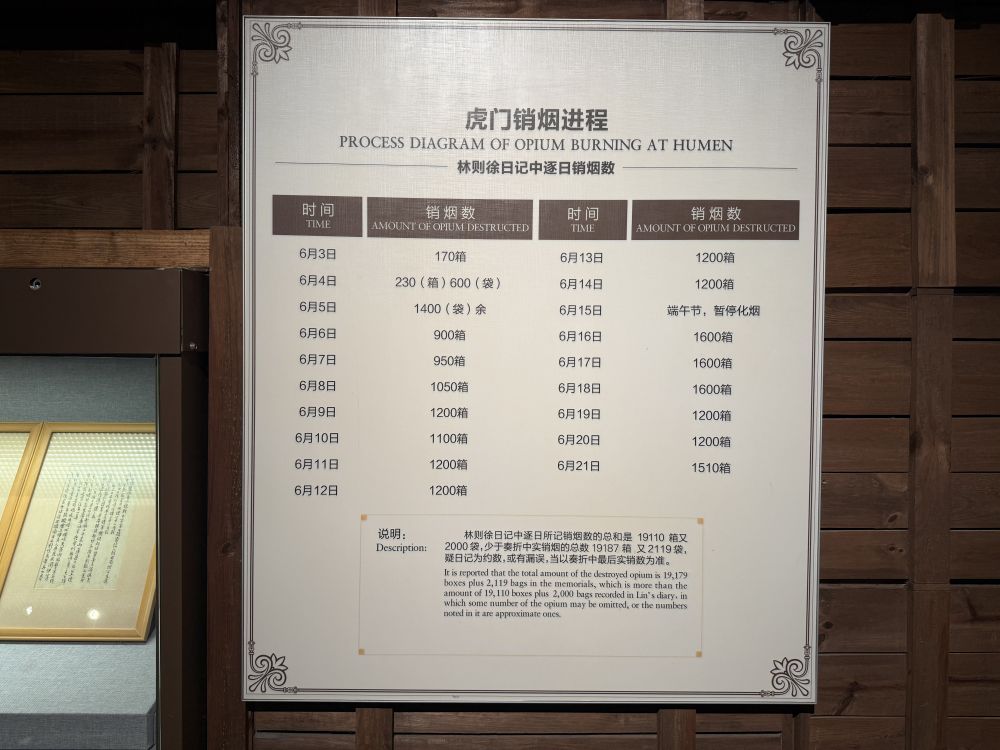 虎门销烟进程
PROCESS DIAGRAM OF OPIUM BURNING AT HUMEN
林则徐日记中逐日销烟数
时间 销烟数 时间 销烟数
TIME AMOUNT OF OPIUM DESTRUCTED TIME AMOUNT OF OPIUM DESTRUCTED
6月3日 170箱 6月13日 1200箱
6月4日 230（箱）600（袋） 6月14日 1200箱
6月5日 1400（袋）余 6月15日 端午节，暂停化烟
6月6日 900箱 6月16日 1600箱
6月7日 950箱 6月17日 1600箱
6月8日 1050箱 6月18日 1600箱
6月9日 1200箱 6月19日 1200箱
6月10日 1100箱 6月20日 1200箱
6月11日 1200箱 6月21日 1510箱
6月12日 1200箱
说明：
Description:
林则徐日记中逐日所记销烟数的总和是 19110 箱又
2000袋，少于奏折中实销烟的总数 19187 箱 又2119袋，
疑日记为约数，或有漏误，当以奏折中最后实销数为准。
It is reported that the total amount of the destroyed opium is 19,179
boxes plus 2,119 bags in the memorials, which is more than the
amount of 19,110 boxes plus 2,000 bags recorded in Lin's diary, in
which some number of the opium may be omitted, or the numbers
noted in it are approximate ones.